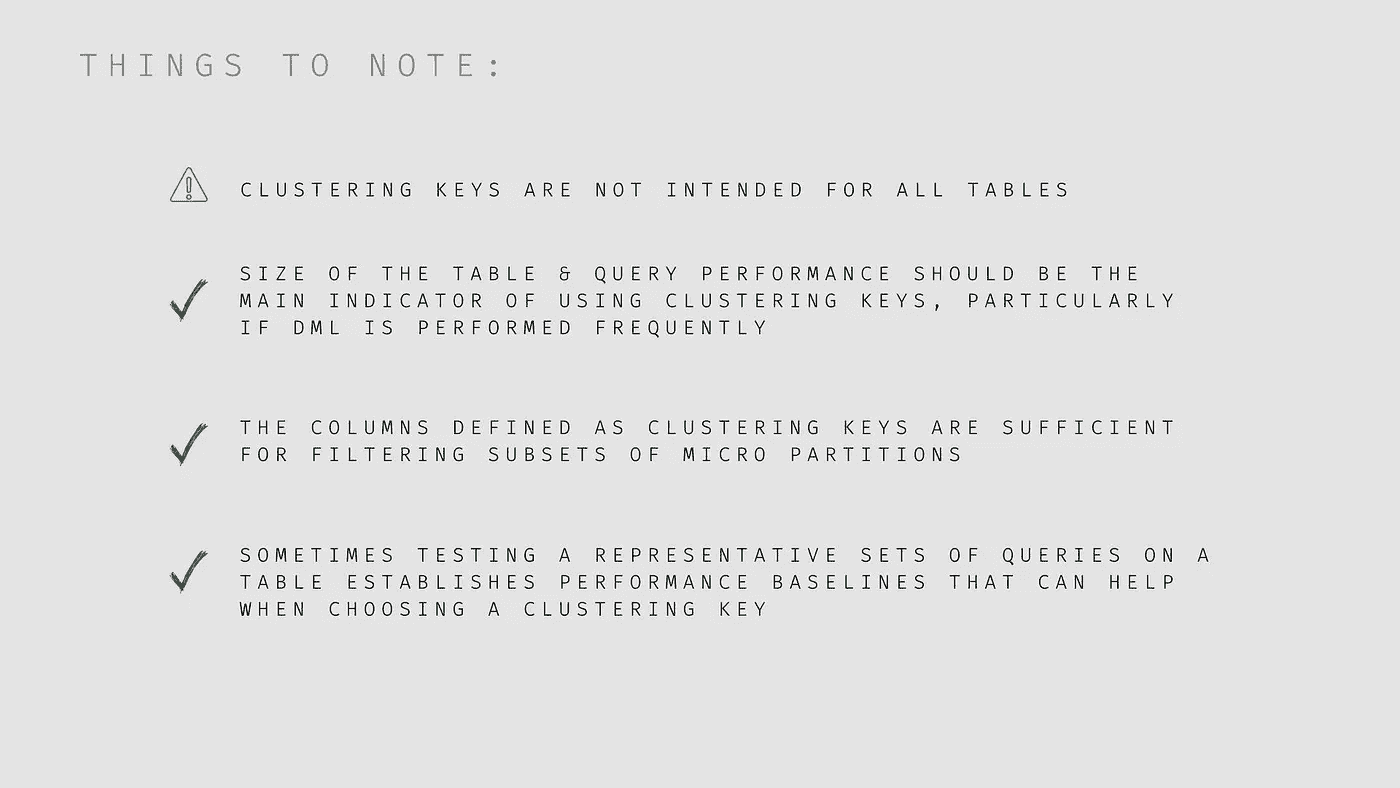 THINGS TO NOTE:
CLUSTERING KEYS ARE NOT INTENDED FOR ALL TABLES
SIZE OF THE TABLE & QUERY PERFORMANCE SHOULD BE THE
MAIN INDICATOR OF USING CLUSTERING KEYS, PARTICULARLY
IF DML IS PERFORMED FREQUENTLY
THE COLUMNS DEFINED AS CLUSTERING KEYS ARE SUFFICIENT
FOR FILTERING SUBSETS OF MICRO PARTITIONS
SOMETIMES TESTING A REPRESENTATIVE SETS OF QUERIES ON A
TABLE ESTABLISHES PERFORMANCE BASELINES THAT CAN HELP
WHEN CHOOSING A CLUSTERING KEY